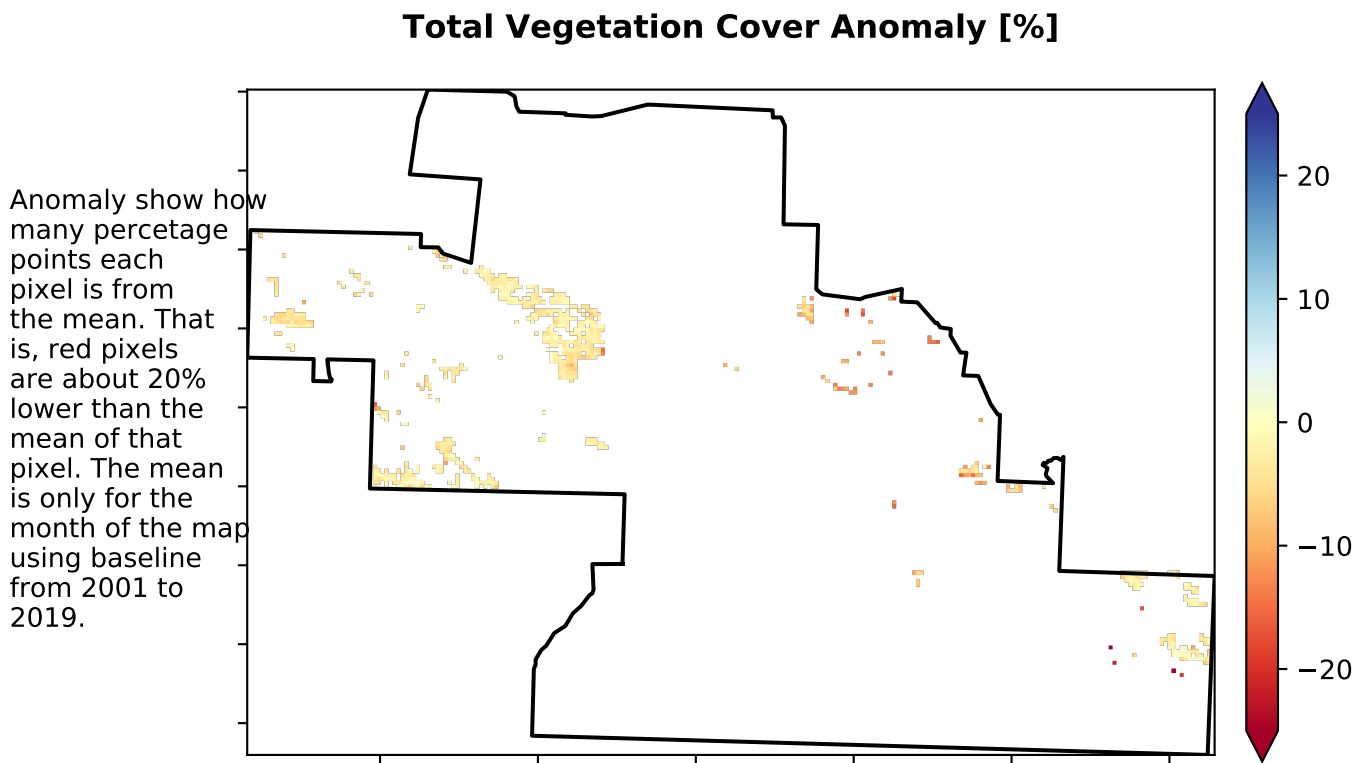 Total Vegetation Cover Anomaly [%]
Anomaly show how
many percetage
points each
pixel is from
the mean. That
is, red pixels
are about 20%
lower than the
mean of that
pixel. The mean
is only for the
month of the map
using baseline
from 2001 to
2019.
20
10
0
−10
−20